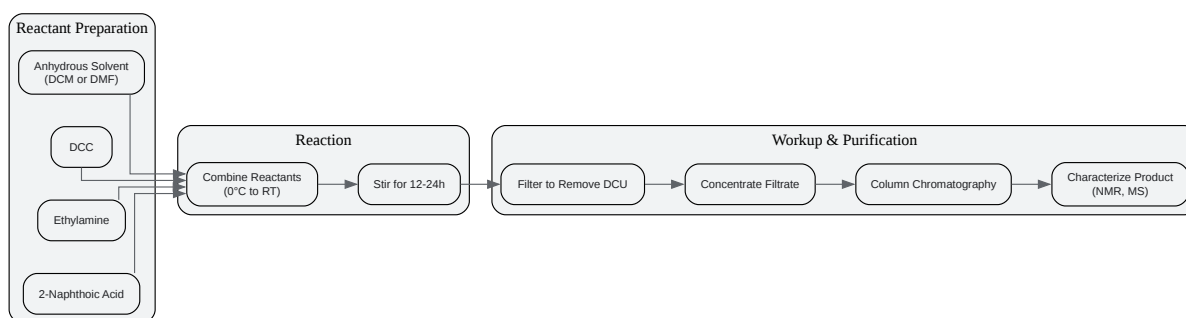 Reactant Preparation
Anhydrous Solvent
(DCM or DMF)
DCC
Ethylamine
2-Naphthoic Acid
Reaction
Combine Reactants
(0°C to RT)
Stir for 12-24h
Workup & Purification
Filter to Remove DCU
Concentrate Filtrate
Column Chromatography
Characterize Product
(NMR, MS)